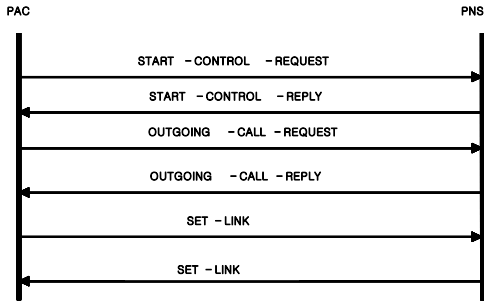 PAC PNS
START - CONTROL - REQUEST
START - CONTROL - REPLY
OUTGOING - CALL - REQUEST
OUTGOING - CALL - REPLY
SET - LINK
SET - LINK